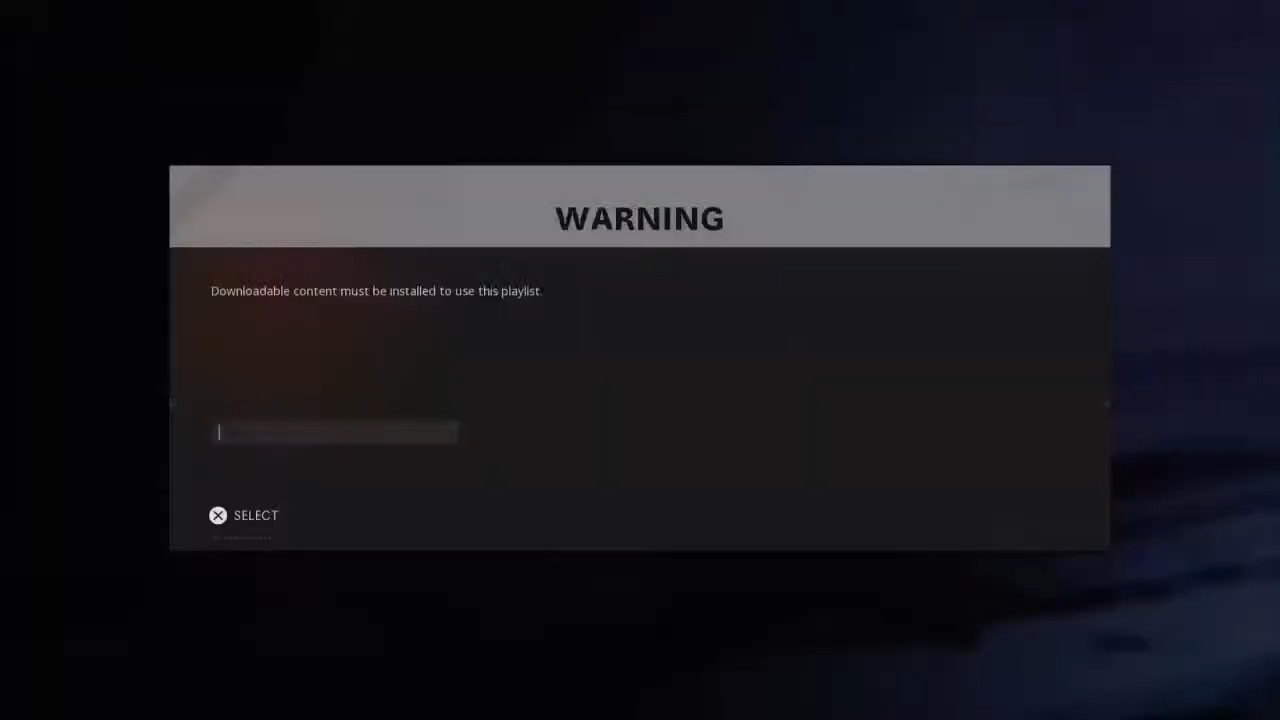 WARNING
Downloadable content must be installed to use this playlist.
SELECT